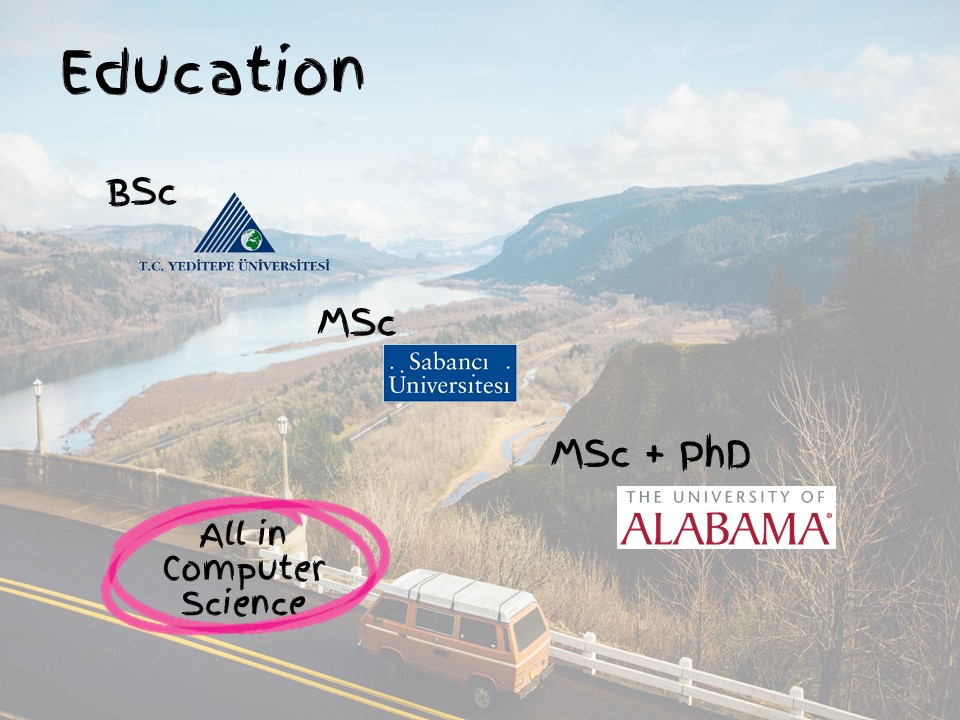 Education
BSc
T.C. YEDİTEPE ÜNİVERSİTESİ
MSc
Sabancı
Üniversitesi
MSc + PhD
THE UNIVERSITY OF
ALABAMA®
All in
Computer
Science